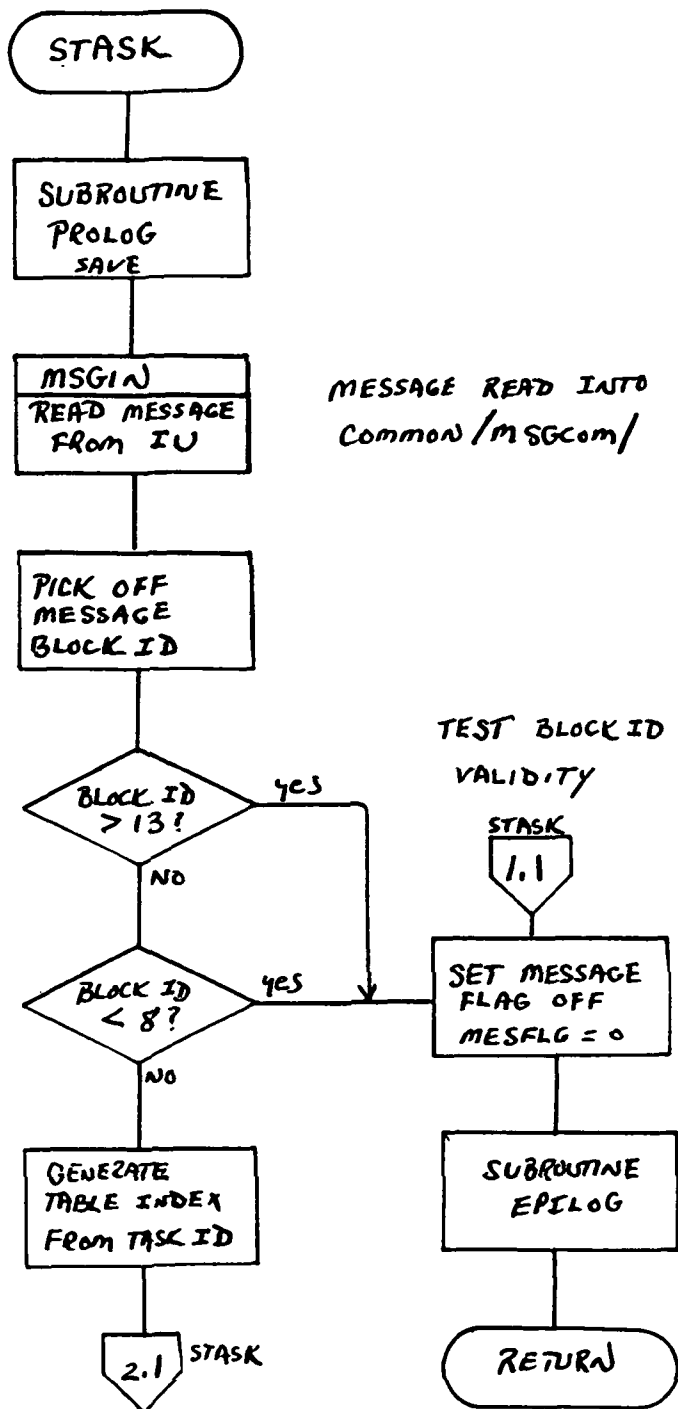 STASK
SUBROUTINE
PROLOG
SAVE
MSGIN
READ MESSAGE
FROM IU
MESSAGE READ INTO
COMMON /MSGCOM/
PICK OFF
MESSAGE
BLOCK ID
BLOCK ID
> 13?
yes
NO
BLOCK ID
< 8?
yes
NO
GENERATE
TABLE INDEX
FROM TASK ID
2.1
STASK
TEST BLOCK ID
VALIDITY
STASK
1.1
SET MESSAGE
FLAG OFF
MESFLG = 0
SUBROUTINE
EPILOG
RETURN